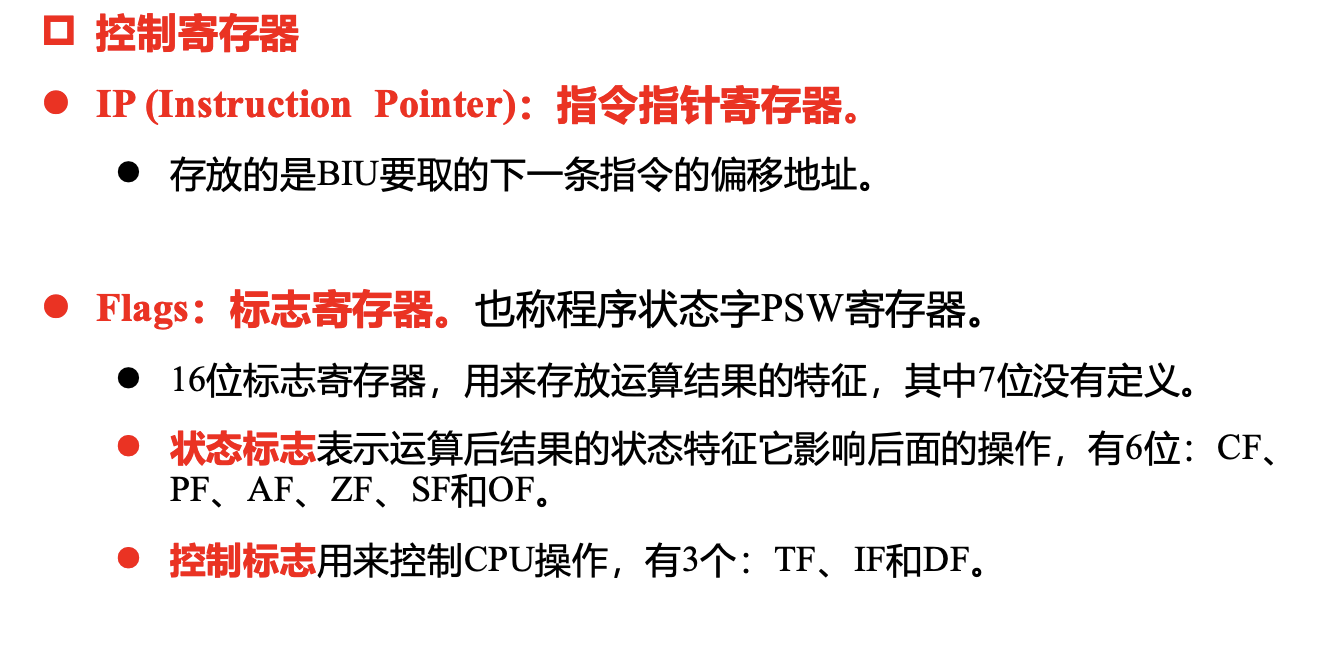 控制寄存器
IP (Instruction Pointer)：指令指针寄存器。
存放的是BIU要取的下一条指令的偏移地址。
Flags：标志寄存器。也称程序状态字PSW寄存器。
16位标志寄存器，用来存放运算结果的特征，其中7位没有定义。
状态标志表示运算后结果的状态特征它影响后面的操作，有6位：CF、
PF、AF、ZF、SF和OF。
控制标志用来控制CPU操作，有3个：TF、IF和DF。